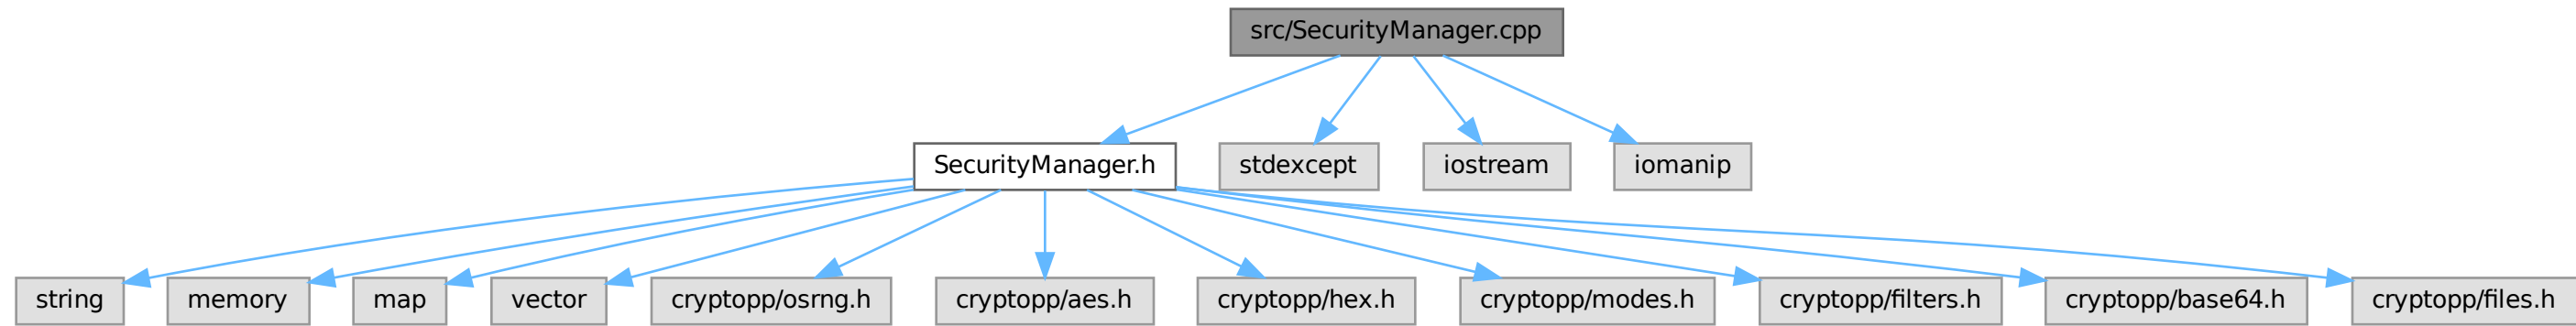 src/SecurityManager.cpp
SecurityManager.h
stdexcept
iostream
iomanip
string
memory
map
vector
cryptopp/osrng.h
cryptopp/aes.h
cryptopp/hex.h
cryptopp/modes.h
cryptopp/filters.h
cryptopp/base64.h
cryptopp/files.h